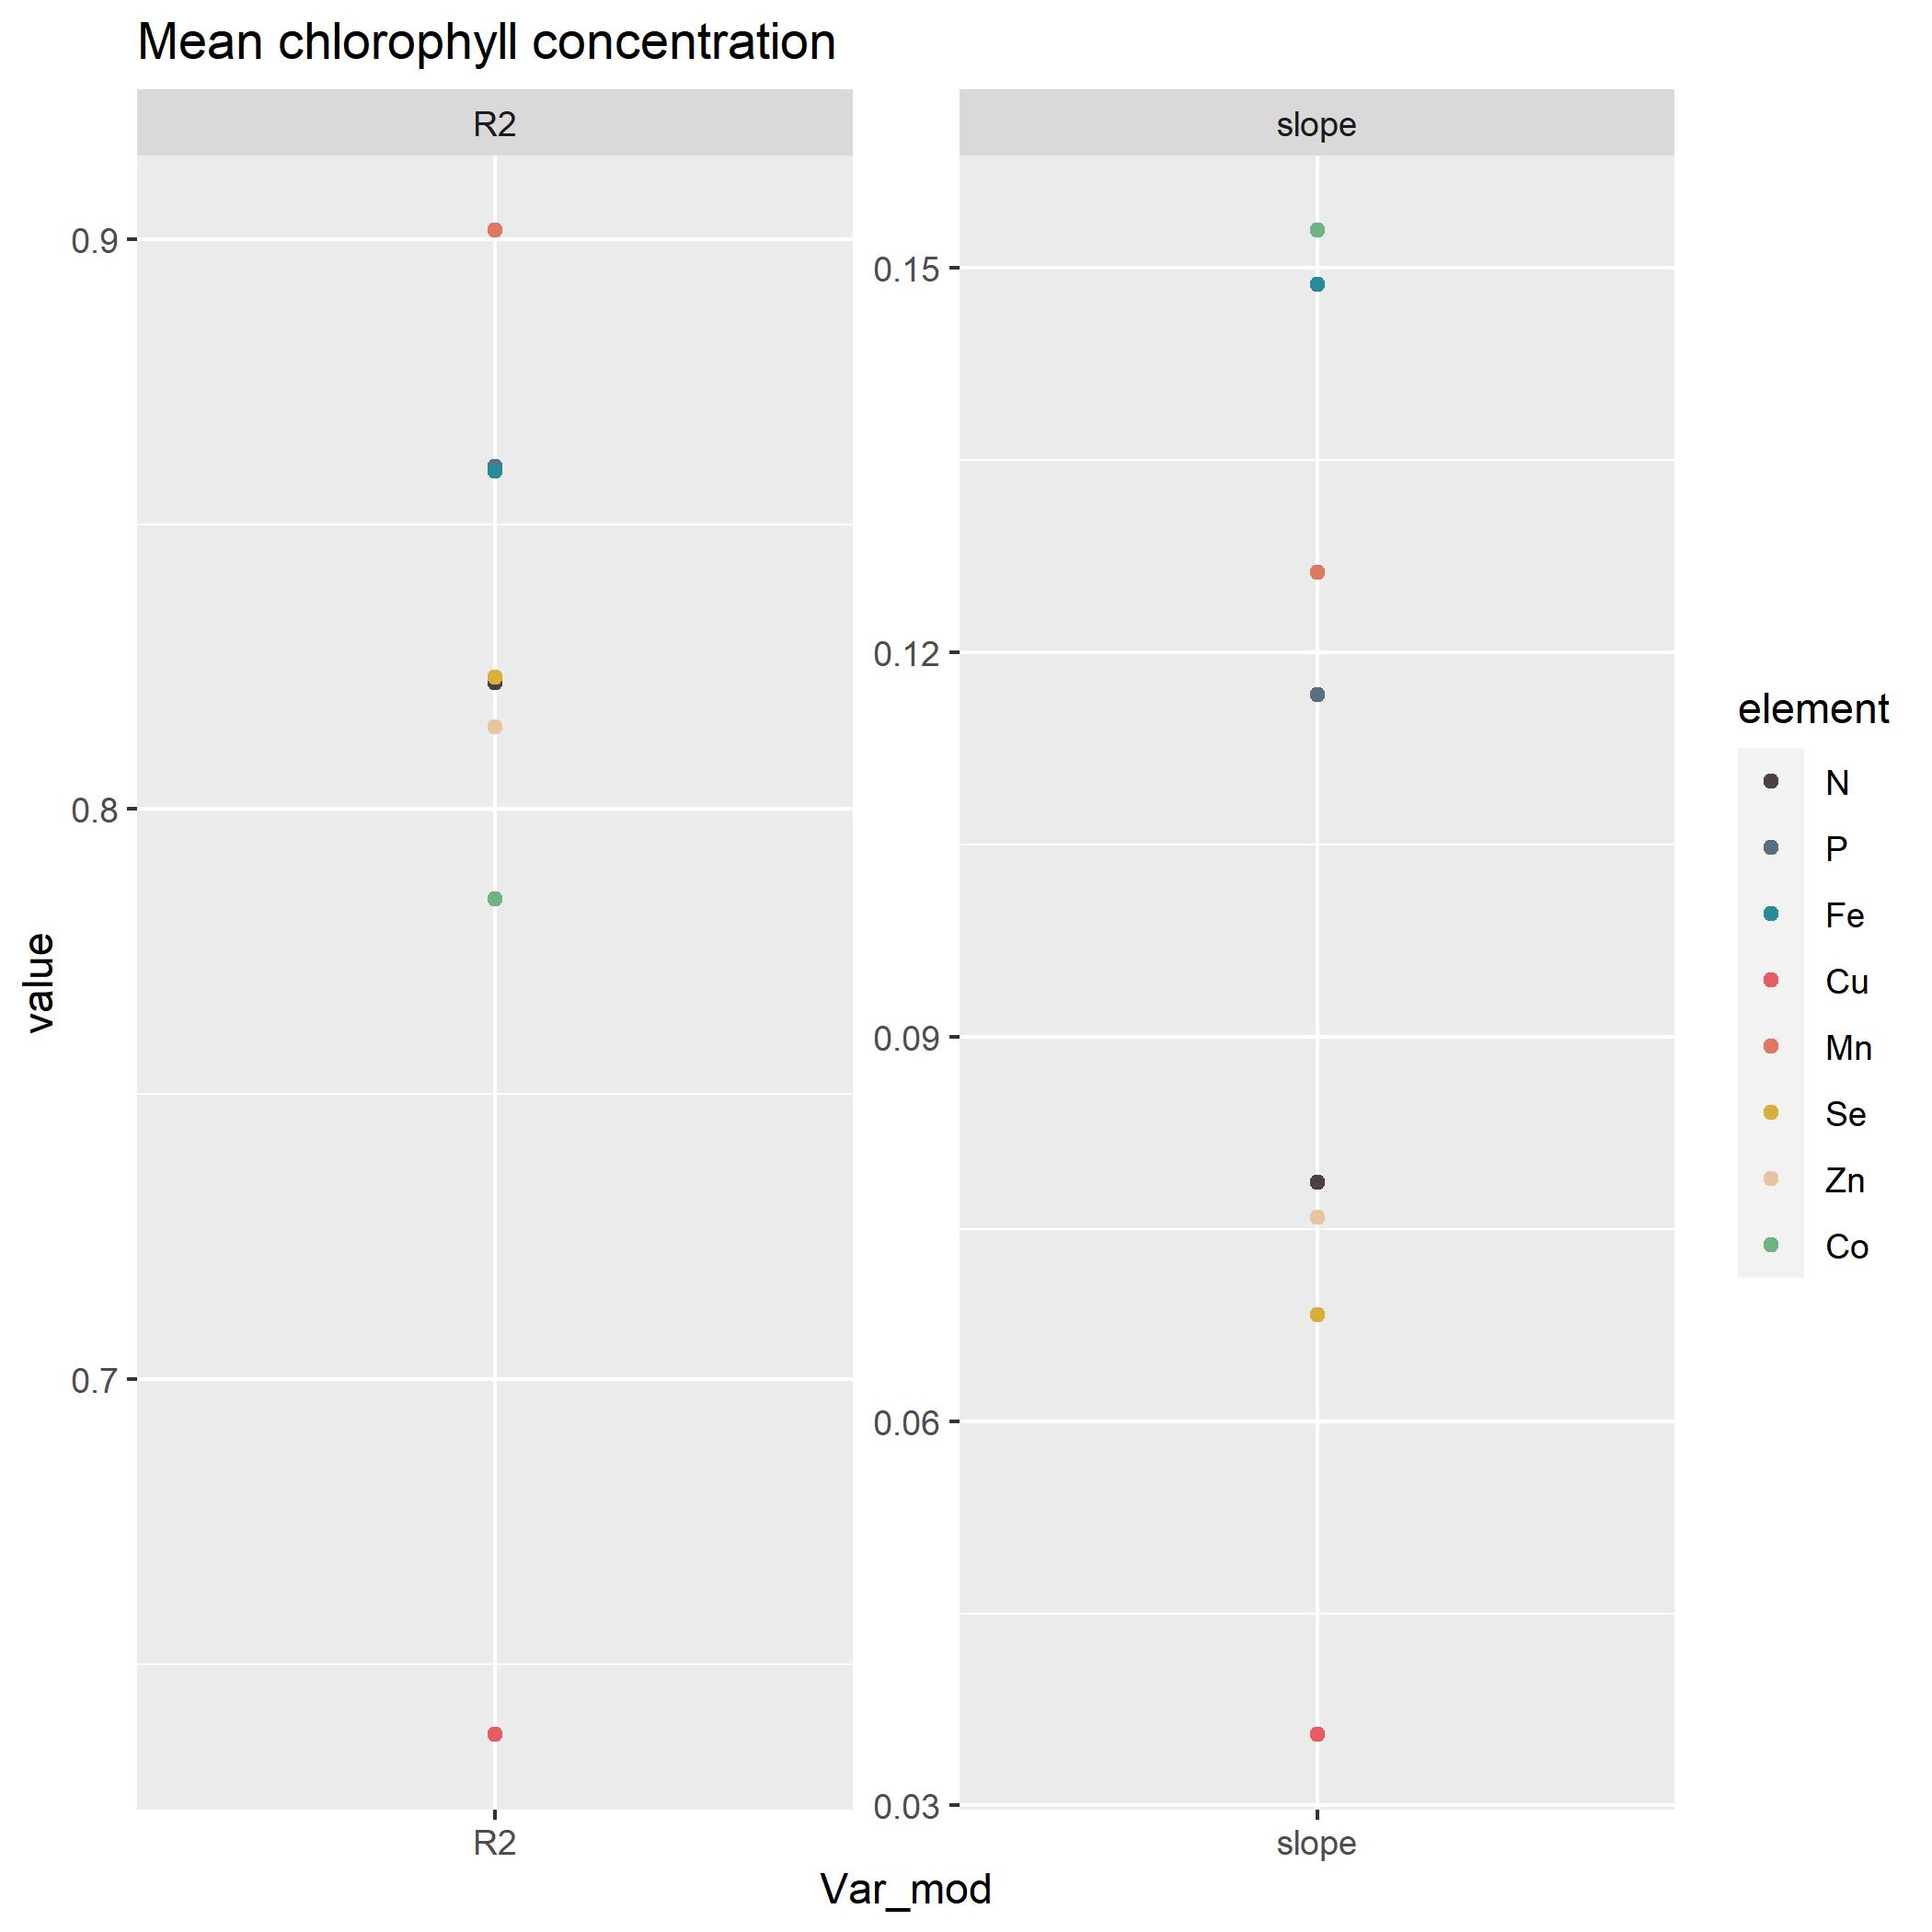 Mean chlorophyll concentration
R2
slope
0.9
0.8
0.7
0.15
0.12
0.09
0.06
0.03
value
R2
slope
Var_mod
element
N
P
Fe
Cu
Mn
Se
Zn
Co